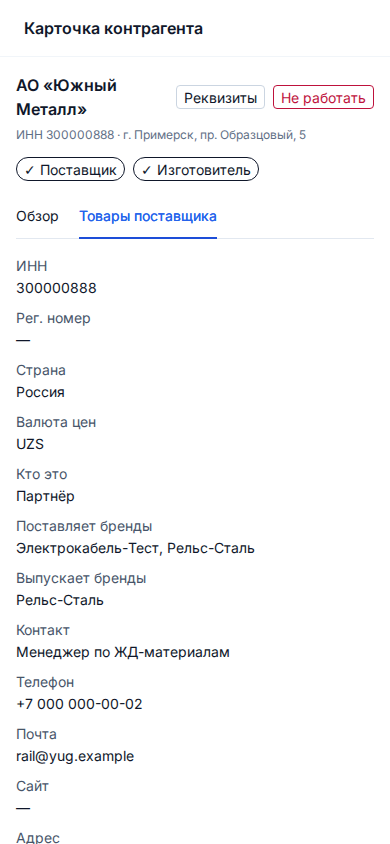 Карточка контрагента
АО «Южный
Металл»
Реквизиты
Не работать
ИНН 300000888 · г. Примерск, пр. Образцовый, 5
✓ Поставщик
✓ Изготовитель
Обзор
Товары поставщика
ИНН
300000888
Рег. номер
—
Страна
Россия
Валюта цен
UZS
Кто это
Партнёр
Поставляет бренды
Электрокабель-Тест, Рельс-Сталь
Выпускает бренды
Рельс-Сталь
Контакт
Менеджер по ЖД-материалам
Телефон
+7 000 000-00-02
Почта
rail@yug.example
Сайт
—
Адрес